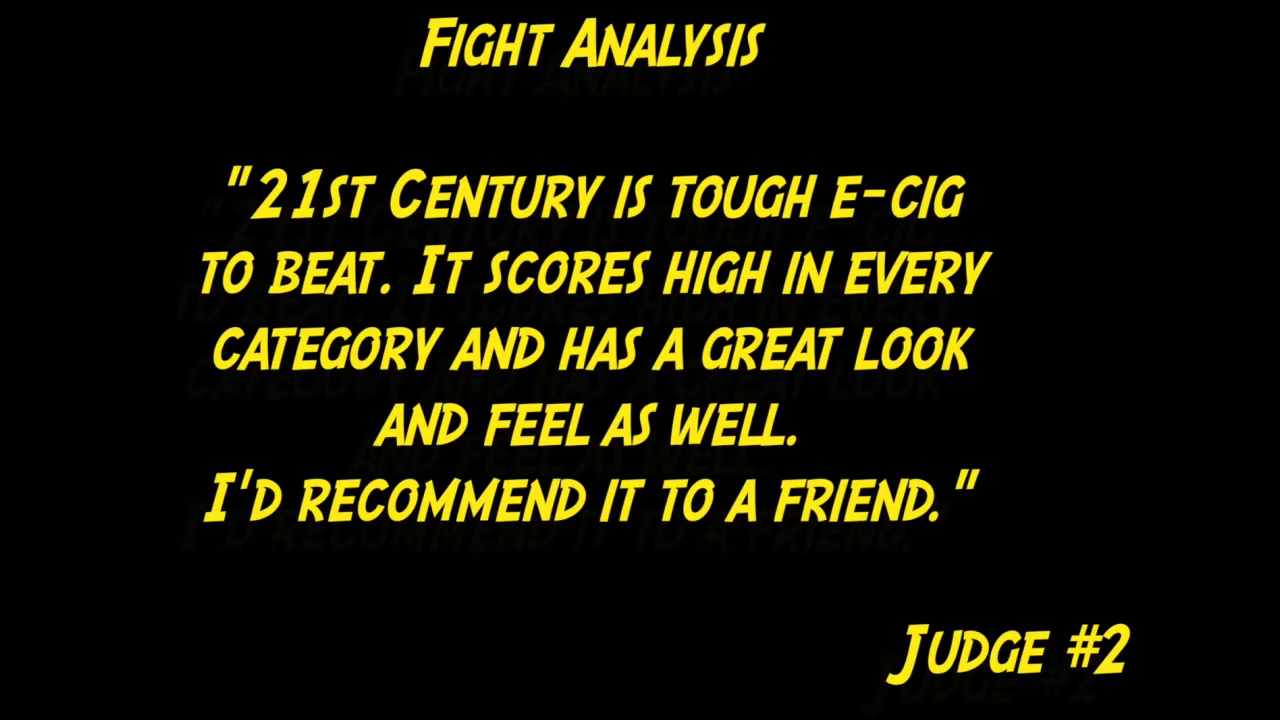 Fight Analysis
"21st Century is tough e-cig
to beat. It scores high in every
category and has a great look
and feel as well.
I'd recommend it to a friend."
Judge #2